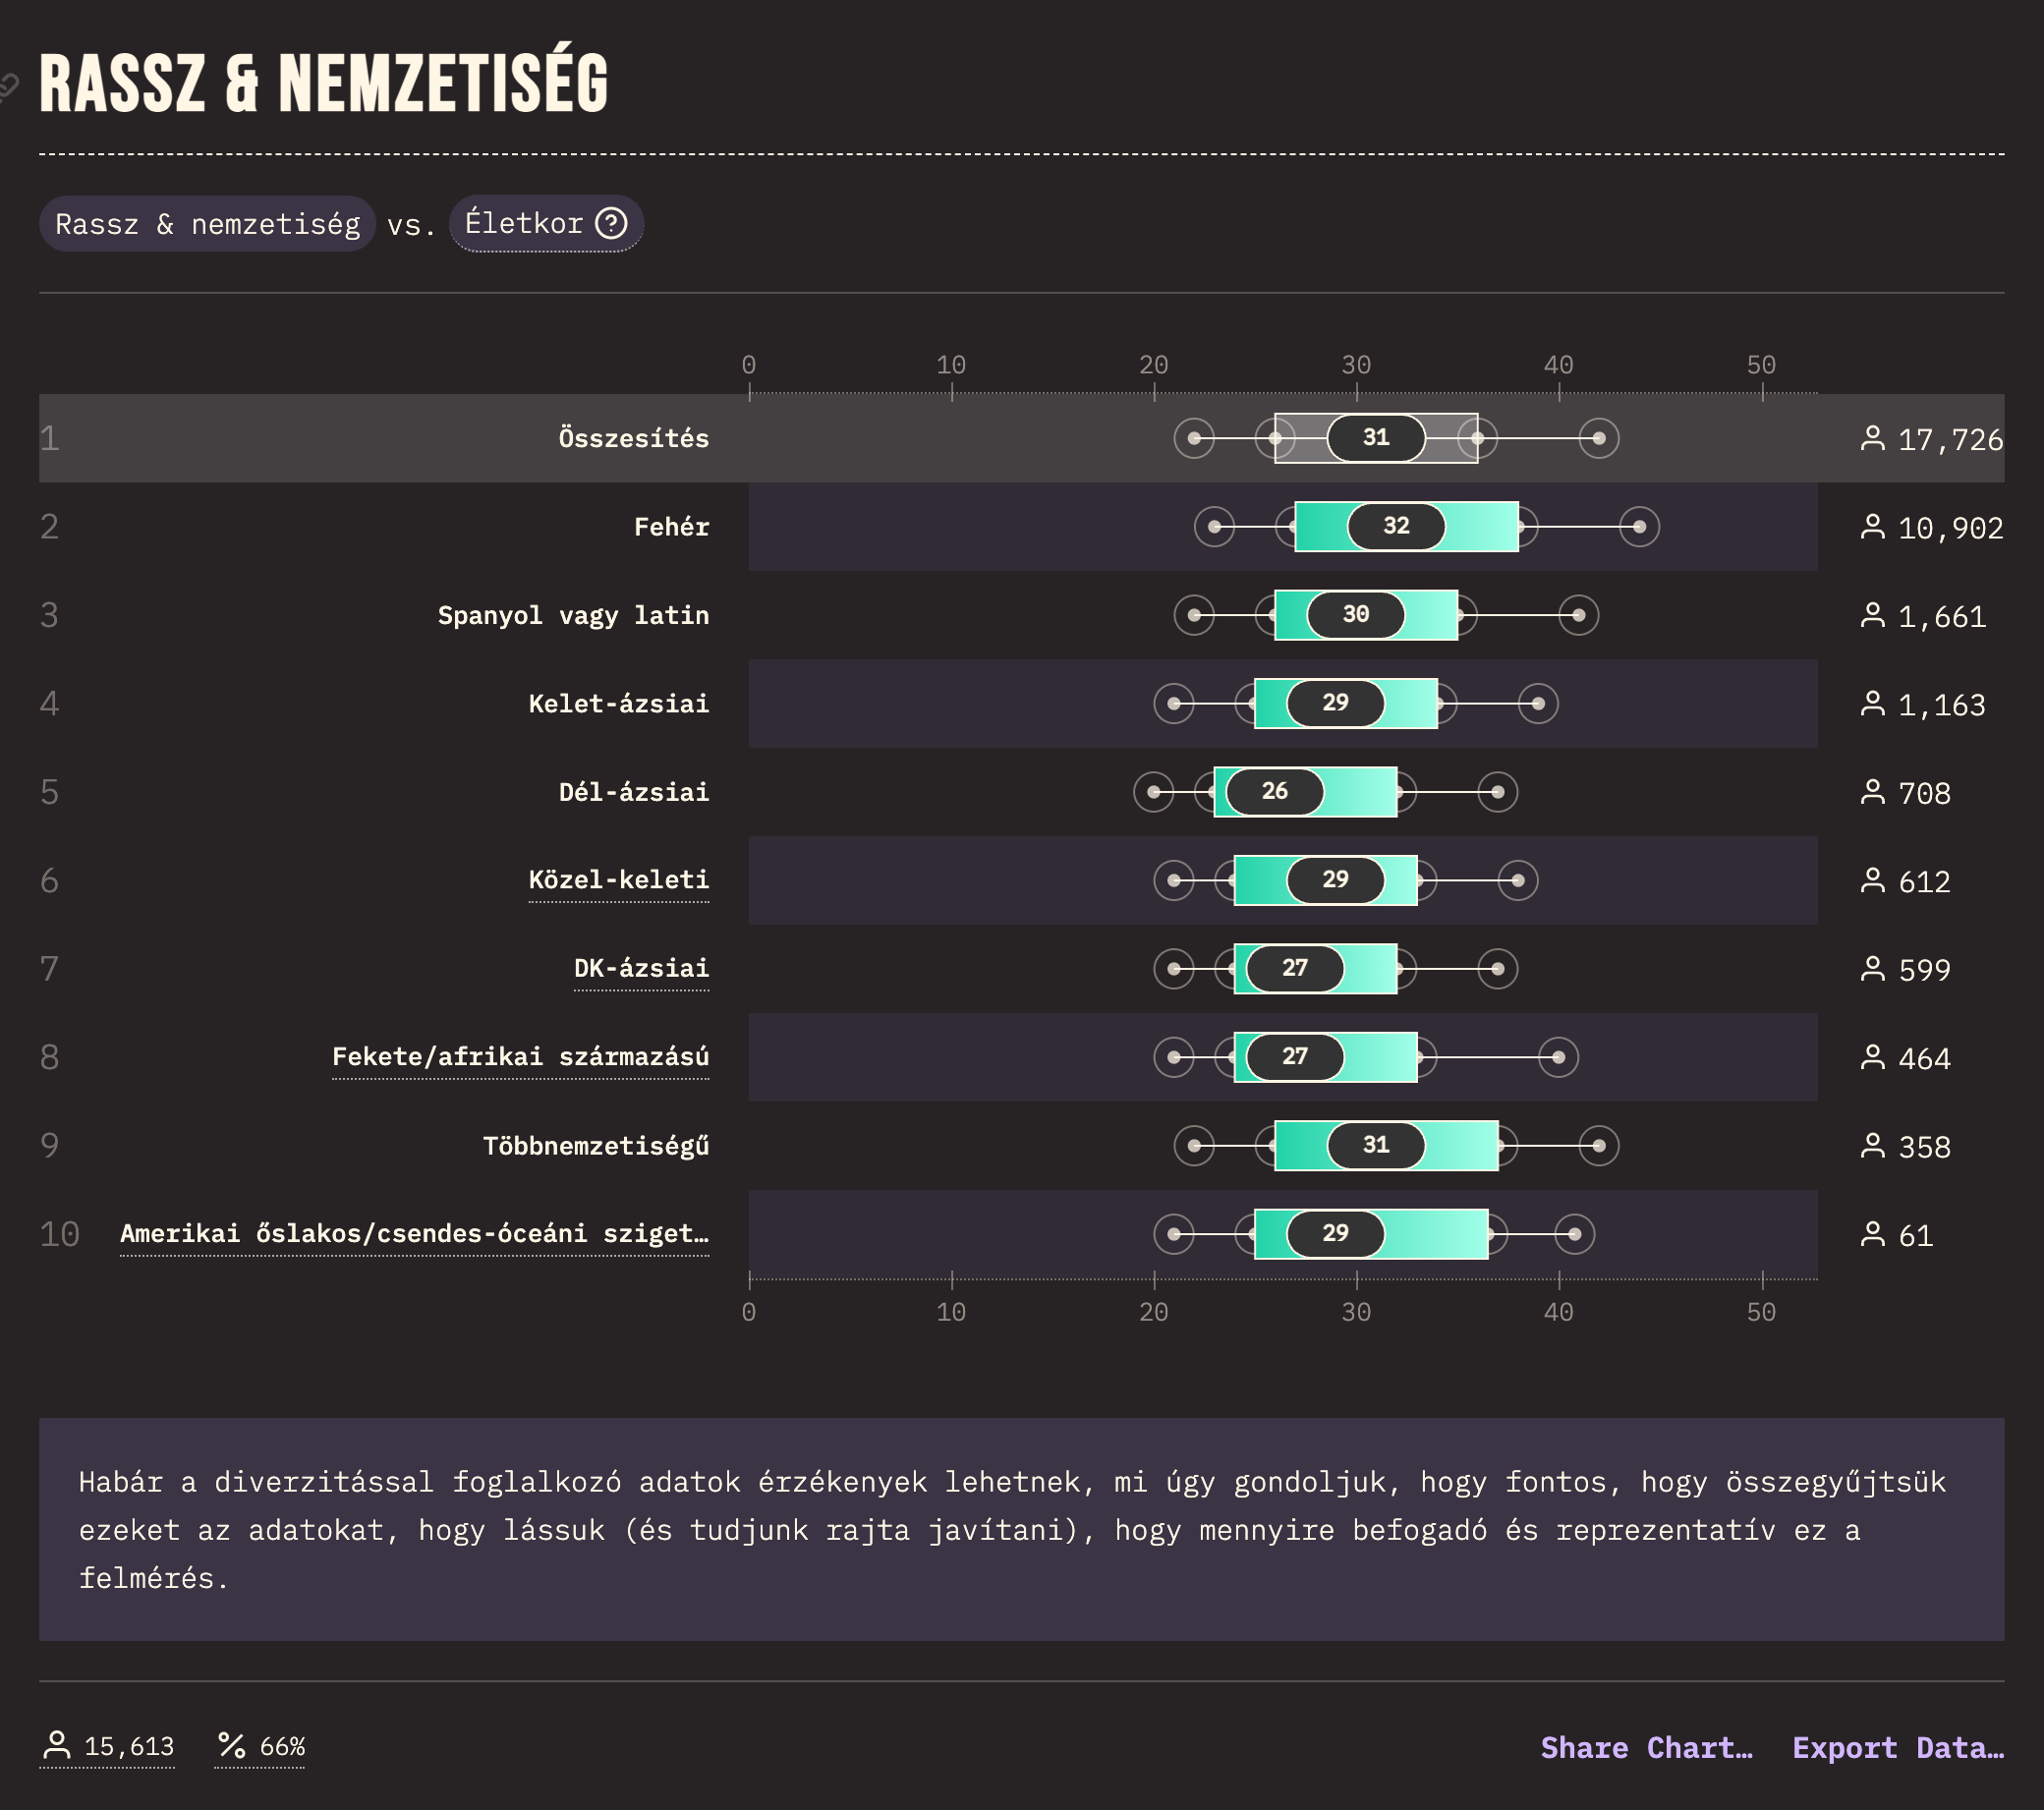 RASSZ & NEMZETISÉG
Rassz & nemzetiség vs. Életkor ?
0 10 20 30 40 50
1 Összesítés 31 17,726
2 Fehér 32 10,902
3 Spanyol vagy latin 30 1,661
4 Kelet-ázsiai 29 1,163
5 Dél-ázsiai 26 708
6 Közel-keleti 29 612
7 DK-ázsiai 27 599
8 Fekete/afrikai származású 27 464
9 Többnemzetiségű 31 358
10 Amerikai őslakos/csendes-óceáni sziget… 29 61
0 10 20 30 40 50
Habár a diverzitással foglalkozó adatok érzékenyek lehetnek, mi úgy gondoljuk, hogy fontos, hogy összegyűjtsük
ezeket az adatokat, hogy lássuk (és tudjunk rajta javítani), hogy mennyire befogadó és reprezentatív ez a
felmérés.
15,613 % 66% Share Chart… Export Data…